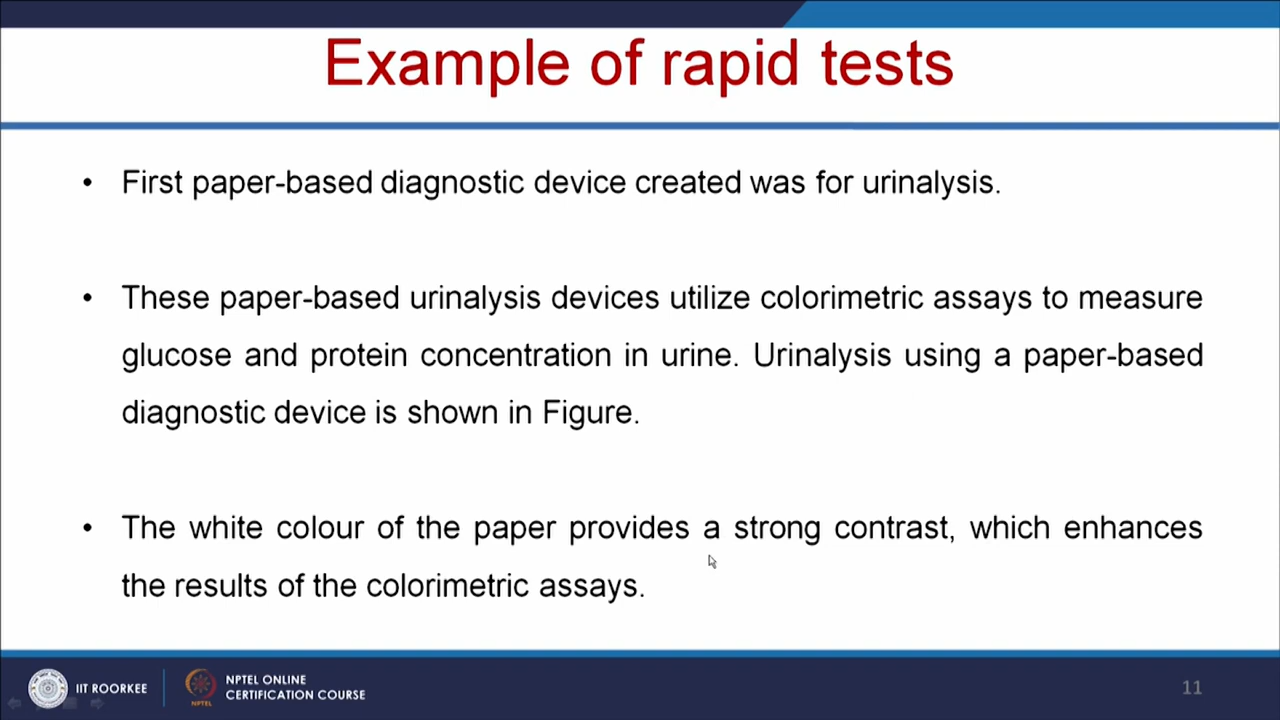 Example of rapid tests
• First paper-based diagnostic device created was for urinalysis.
• These paper-based urinalysis devices utilize colorimetric assays to measure
glucose and protein concentration in urine. Urinalysis using a paper-based
diagnostic device is shown in Figure.
• The white colour of the paper provides a strong contrast, which enhances
the results of the colorimetric assays.
IIT ROORKEE
NPTEL
NPTEL ONLINE
CERTIFICATION COURSE
11